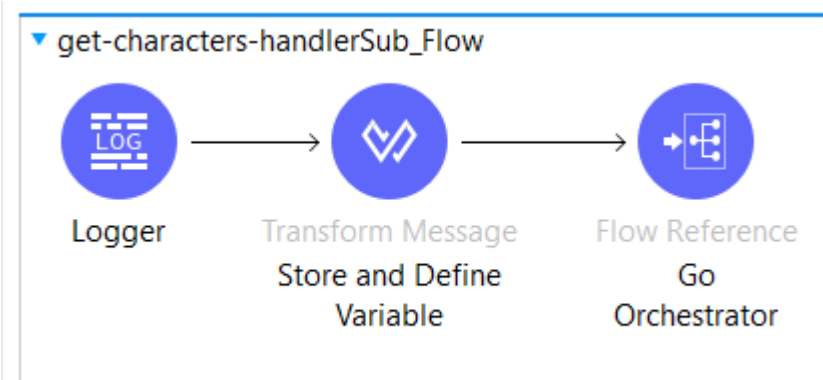 get-characters-handlerSub_Flow
LOG
Logger
Transform Message
Flow Reference
Store and Define
Variable
Go
Orchestrator